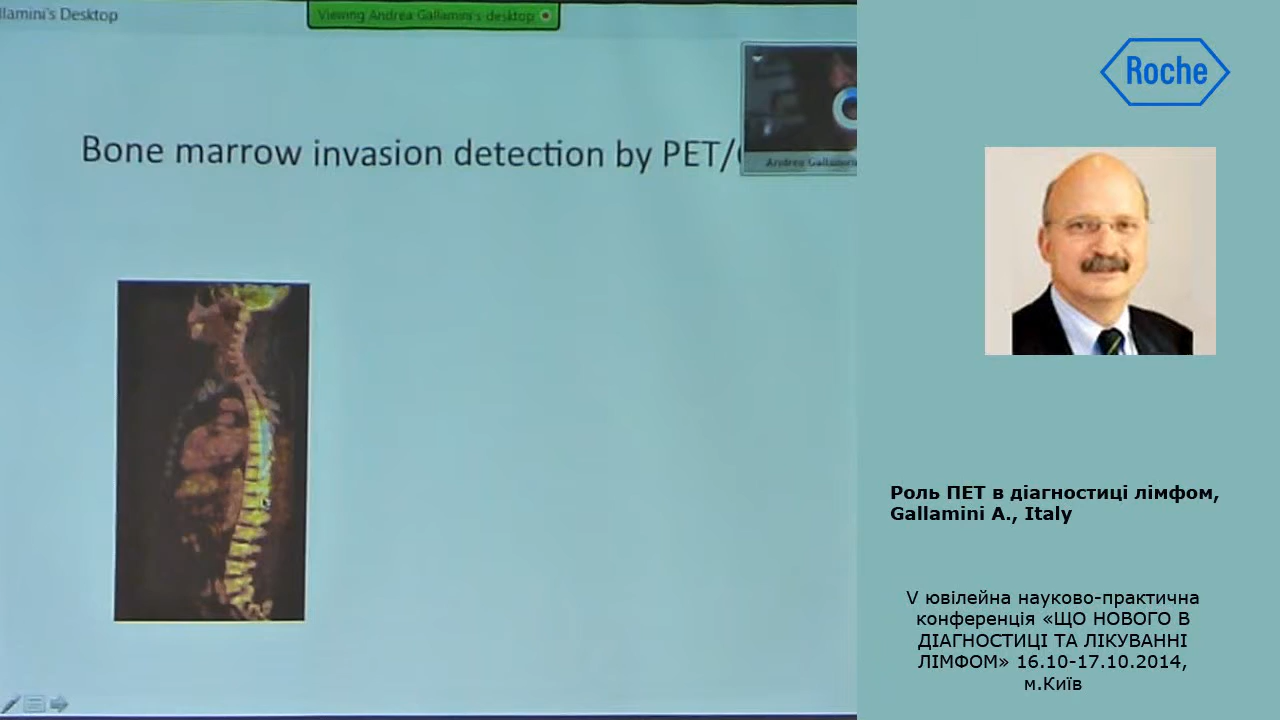 llamini's Desktop
Viewing Andrea Gallamini's desktop
Bone marrow invasion detection by PET/
Andrea Gallamini
Roche
Роль ПЕТ в діагностиці лімфом,
Gallamini A., Italy
V ювілейна науково-практична
конференція «ЩО НОВОГО В
ДІАГНОСТИЦІ ТА ЛІКУВАННІ
ЛІМФОМ» 16.10-17.10.2014,
м.Київ